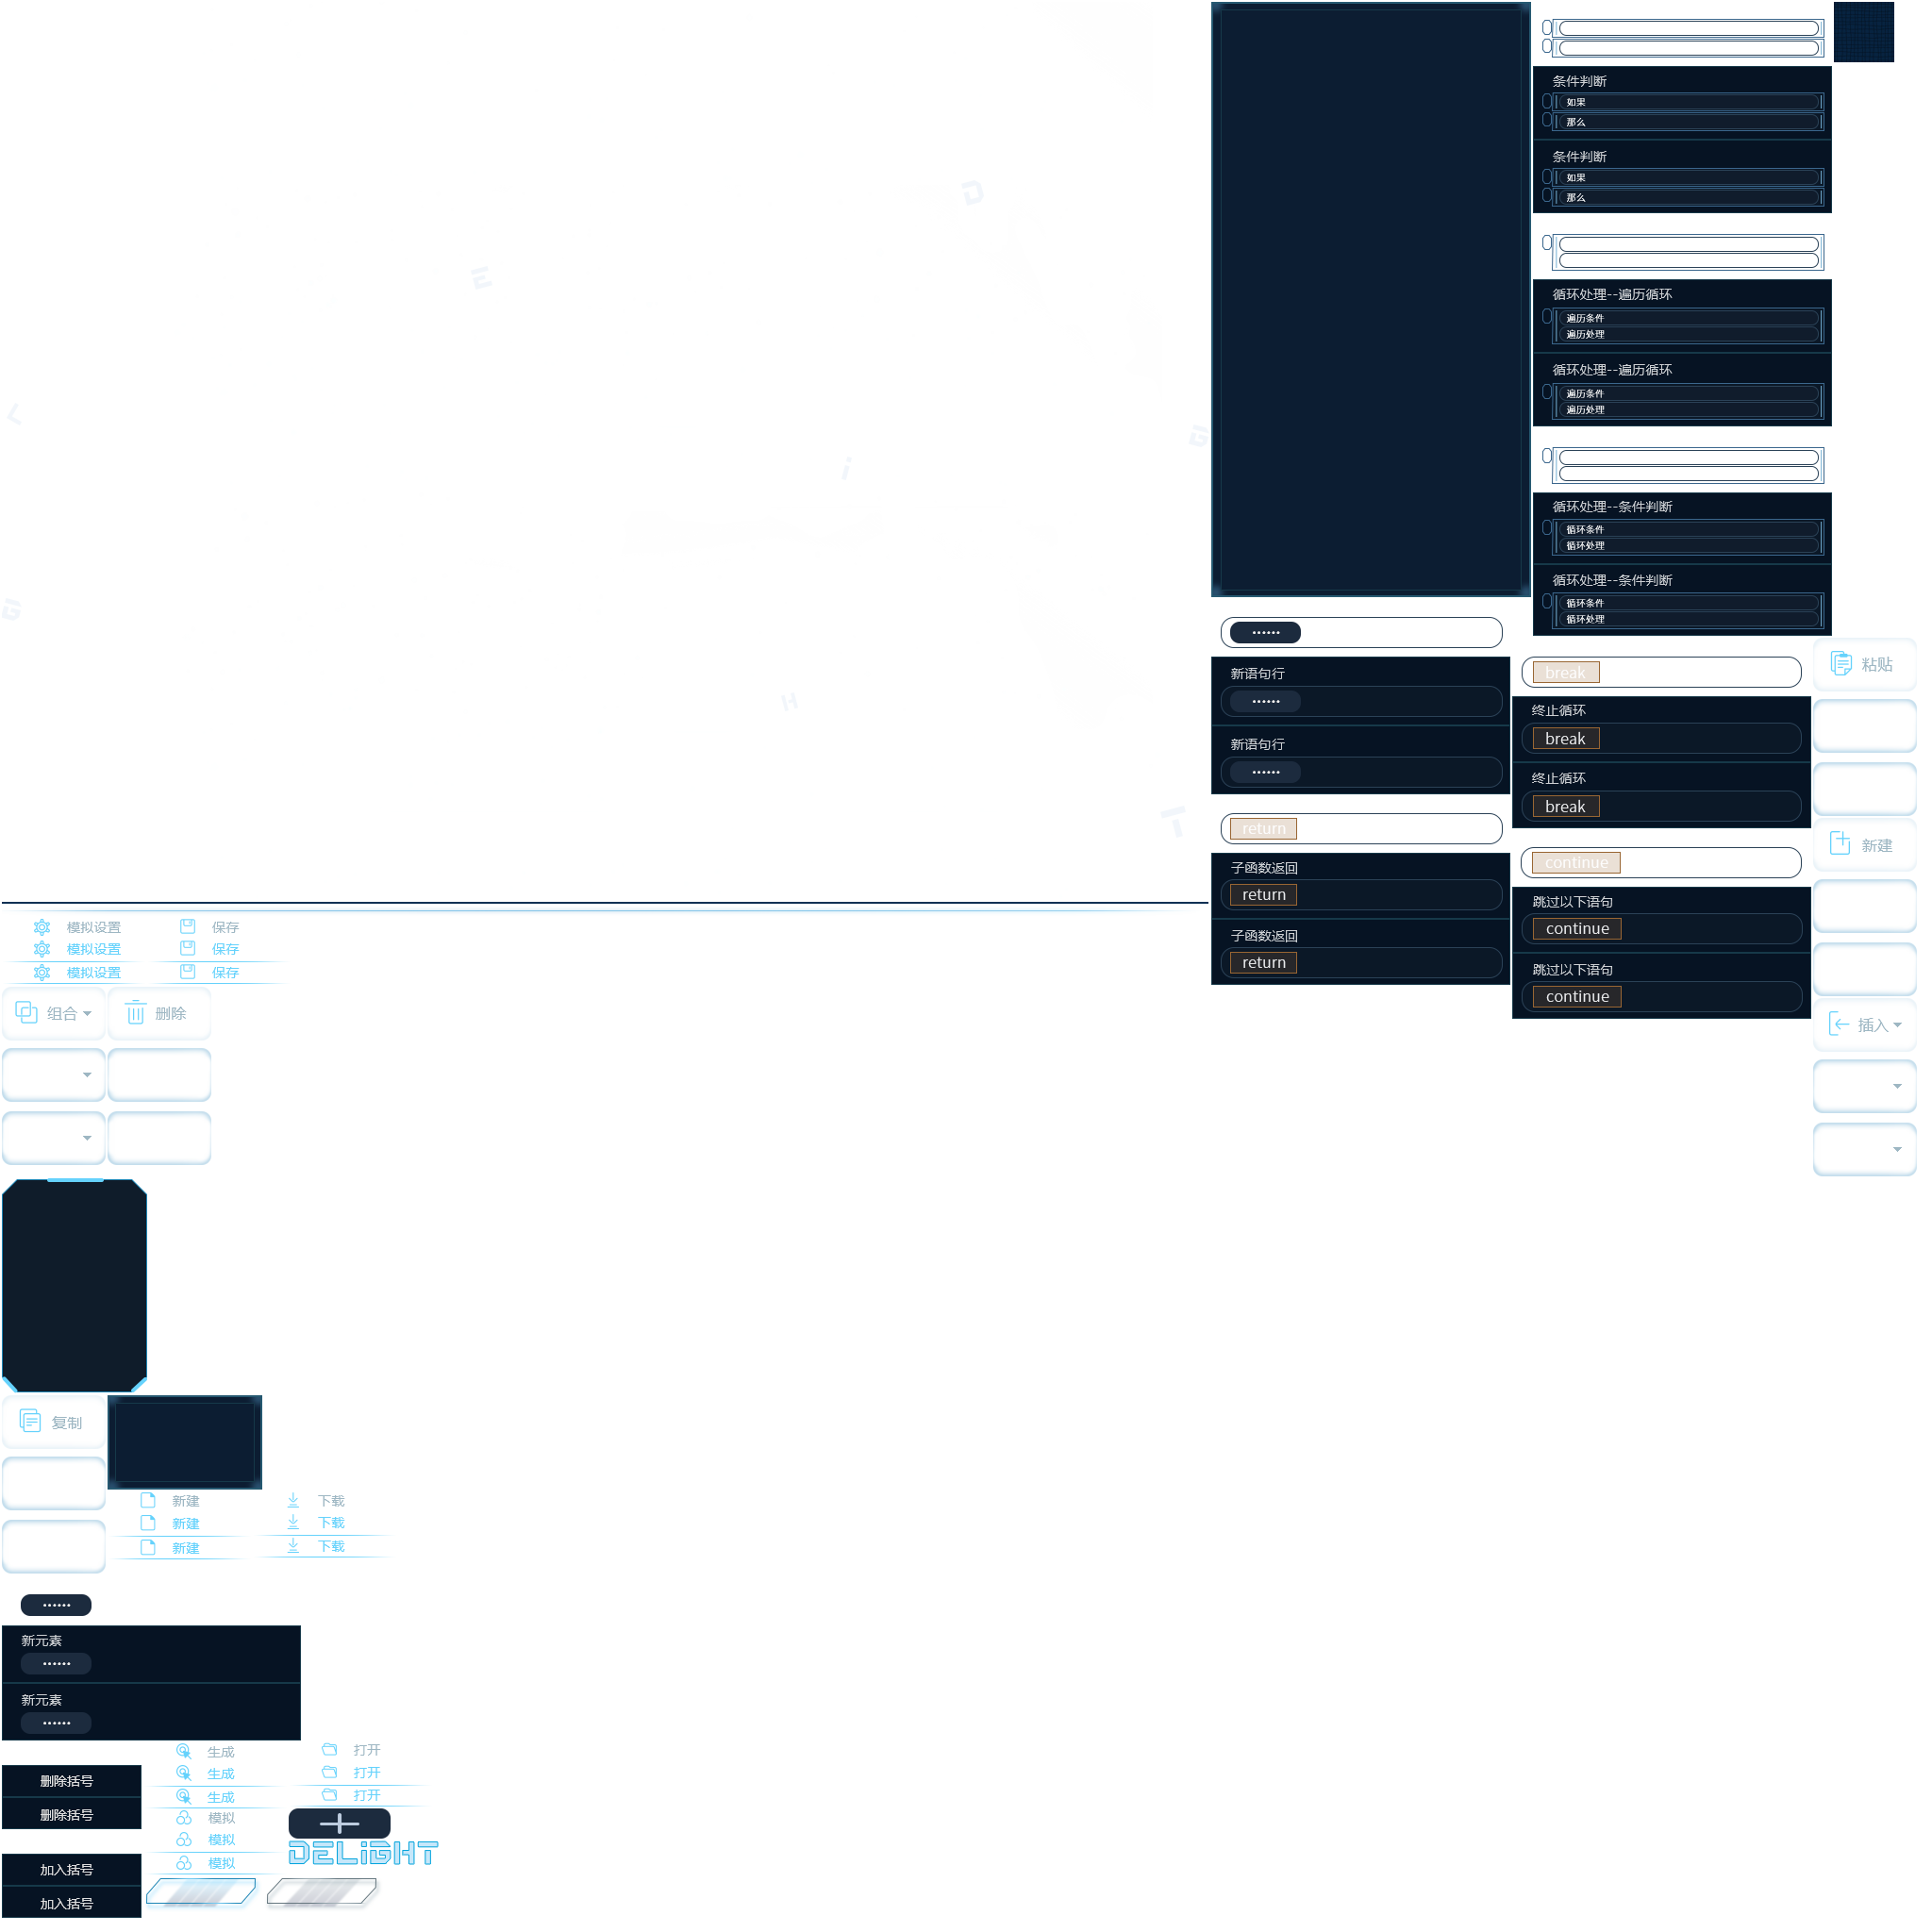 条件判断
如果
那么
条件判断
如果
那么
循环处理--遍历循环
遍历条件
遍历处理
循环处理--遍历循环
遍历条件
遍历处理
循环处理--条件判断
循环条件
循环处理
循环处理--条件判断
循环条件
循环处理
D
E
L
G
i
G
H
T
······
新语句行
······
新语句行
······
return
子函数返回
return
子函数返回
return
break
终止循环
break
终止循环
break
continue
跳过以下语句
continue
跳过以下语句
continue
粘贴
新建
插入
模拟设置 保存
模拟设置 保存
模拟设置 保存
组合 删除
复制
新建 下载
新建 下载
新建 下载
······
新元素
······
新元素
······
生成 打开
生成 打开
生成 打开
删除括号
删除括号
模拟
模拟
模拟
DELiGHT
加入括号
加入括号